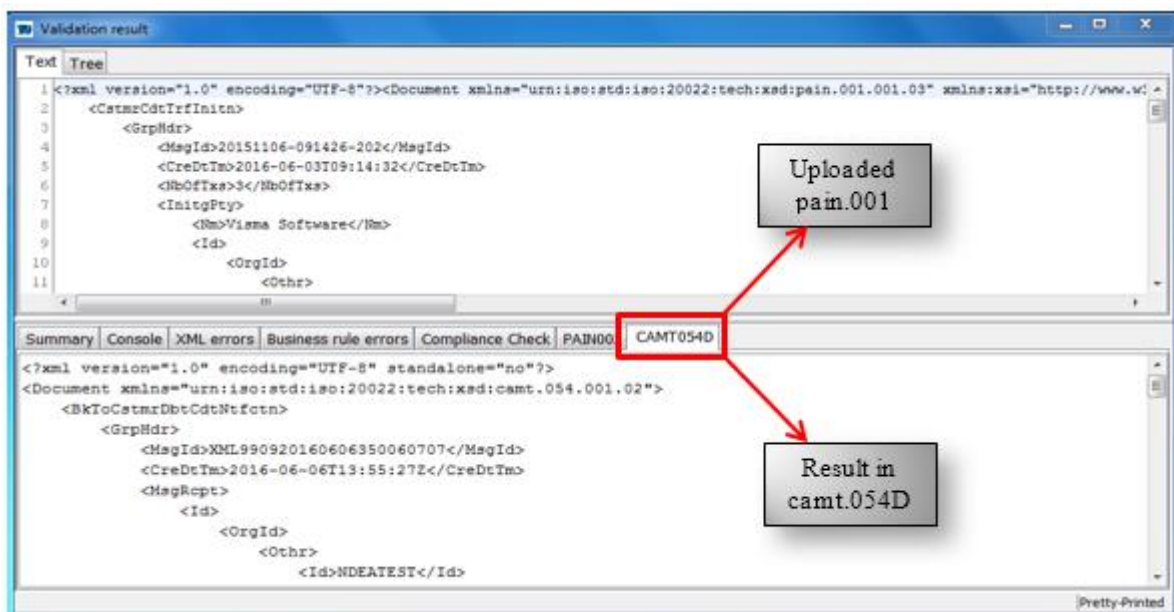 Validation result
Text Tree
1 <?xml version="1.0" encoding="UTF-8"?><Document xmlns="urn:iso:std:iso:20022:tech:xsd:pain.001.001.03" xmlns:xsi="http://www.w3
2 <CstmrCdtTrfInitn>
3 <GrpHdr>
4 <MsgId>20151106-091426-202</MsgId>
5 <CreDtTm>2016-06-03T09:14:32</CreDtTm>
6 <NbOfTxs>3</NbOfTxs>
7 <InitgPty>
8 <Nm>Visma Software</Nm>
9 <Id>
10 <OrgId>
11 <Othr>
Uploaded
pain.001
Summary Console XML errors Business rule errors Compliance Check PAIN00 CAMT054D
<?xml version="1.0" encoding="UTF-8" standalone="no"?>
<Document xmlns="urn:iso:std:iso:20022:tech:xsd:camt.054.001.02">
<BkToCstmrDbtCdtNtfctn>
<GrpHdr>
<MsgId>XML990920160606350060707</MsgId>
<CreDtTm>2016-06-06T13:55:27Z</CreDtTm>
<MsgRcpt>
<Id>
<OrgId>
<Othr>
<Id>NDEATEST</Id>
Result in
camt.054D
Pretty-Printed